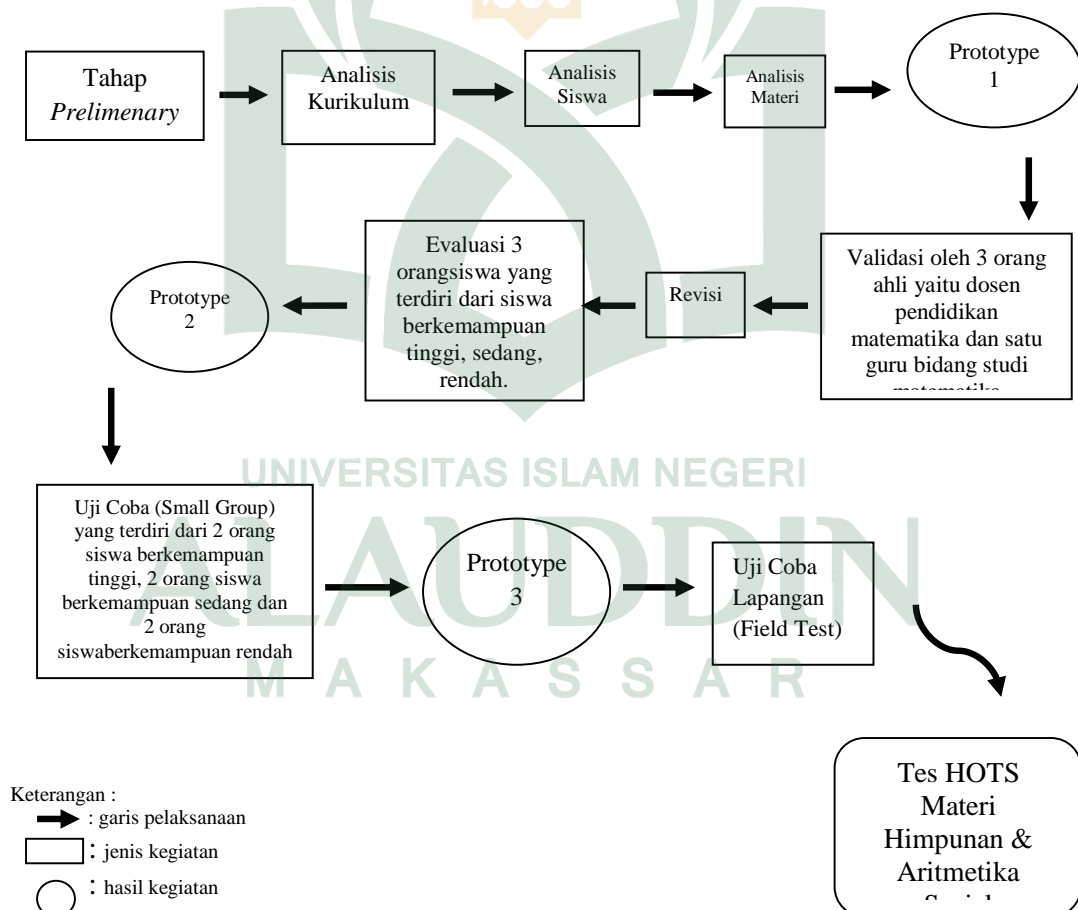 Tahap
Prelimenary
Analisis
Kurikulum
Analisis
Siswa
Analisis
Materi
Prototype
1
Validasi oleh 3 orang
ahli yaitu dosen
pendidikan
matematika dan satu
guru bidang studi
Revisi
Evaluasi 3
orangsiswa yang
terdiri dari siswa
berkemampuan
tinggi, sedang,
rendah.
Prototype
2
Uji Coba (Small Group)
yang terdiri dari 2 orang
siswa berkemampuan
tinggi, 2 orang siswa
berkemampuan sedang dan
2 orang
siswaberkemampuan rendah
Prototype
3
Uji Coba
Lapangan
(Field Test)
Tes HOTS
Materi
Himpunan &
Aritmetika
Keterangan :
: garis pelaksanaan
: jenis kegiatan
: hasil kegiatan
UNIVERSITAS ISLAM NEGERI
ALAUDDIN
MAKASSAR